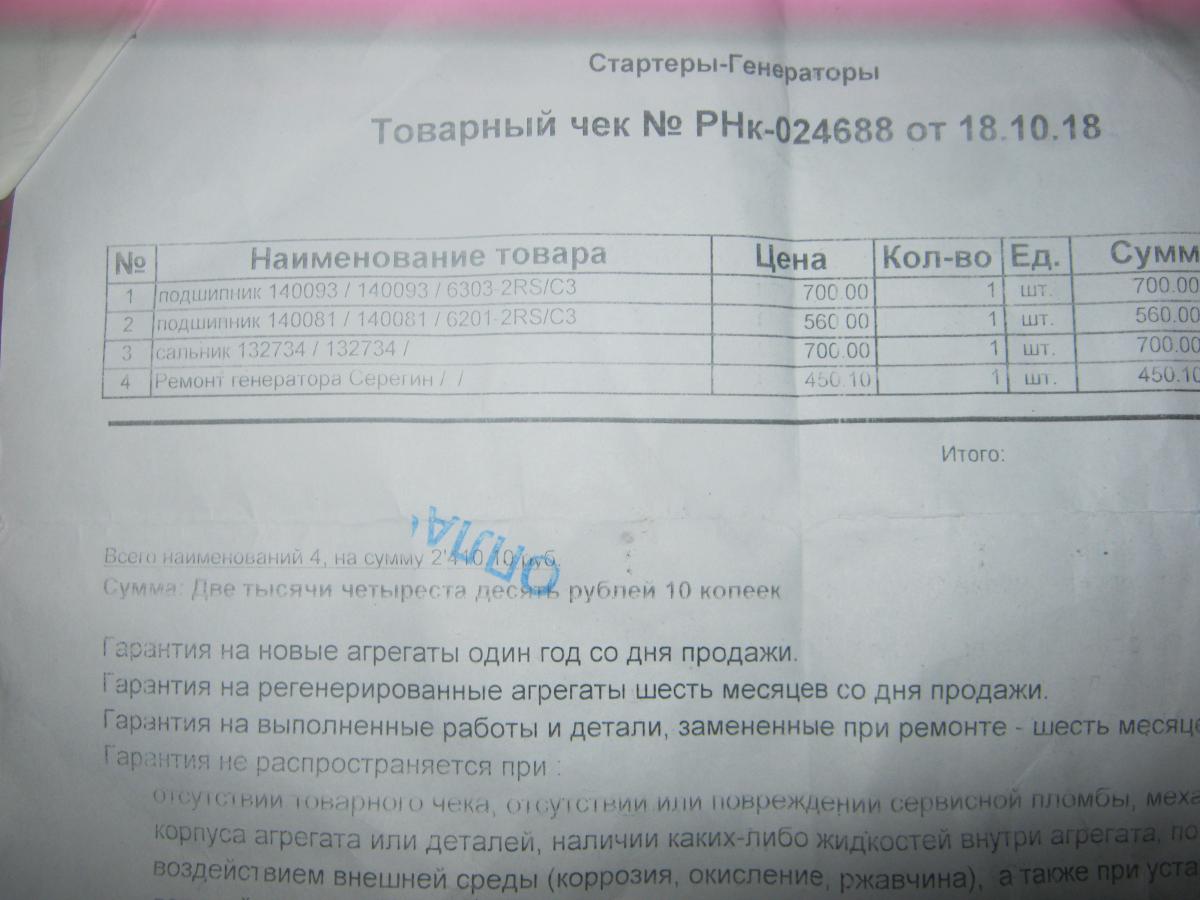 Стартеры-Генераторы
Товарный чек № РНк-024688 от 18.10.18
№ Наименование товара Цена Кол-во Ед. Сумм
1 подшипник 140093 / 140093 / 6303-2RS/C3 700.00 1 шт. 700.00
2 подшипник 140081 / 140081 / 6201-2RS/C3 560.00 1 шт. 560.00
3 сальник 132734 / 132734 / 700.00 1 шт. 700.00
4 Ремонт генератора Серегин / / 450.10 1 шт. 450.10
Итого:
ОПЛА
Всего наименований 4, на сумму 2'410.10 руб.
Сумма: Две тысячи четыреста десять рублей 10 копеек
Гарантия на новые агрегаты один год со дня продажи.
Гарантия на регенерированные агрегаты шесть месяцев со дня продажи.
Гарантия на выполненные работы и детали, замененные при ремонте - шесть месяце
Гарантия не распространяется при :
отсутствии товарного чека, отсутствии или повреждении сервисной пломбы, меха
корпуса агрегата или деталей, наличии каких-либо жидкостей внутри агрегата, по
воздействием внешней среды (коррозия, окисление, ржавчина), а также при уста